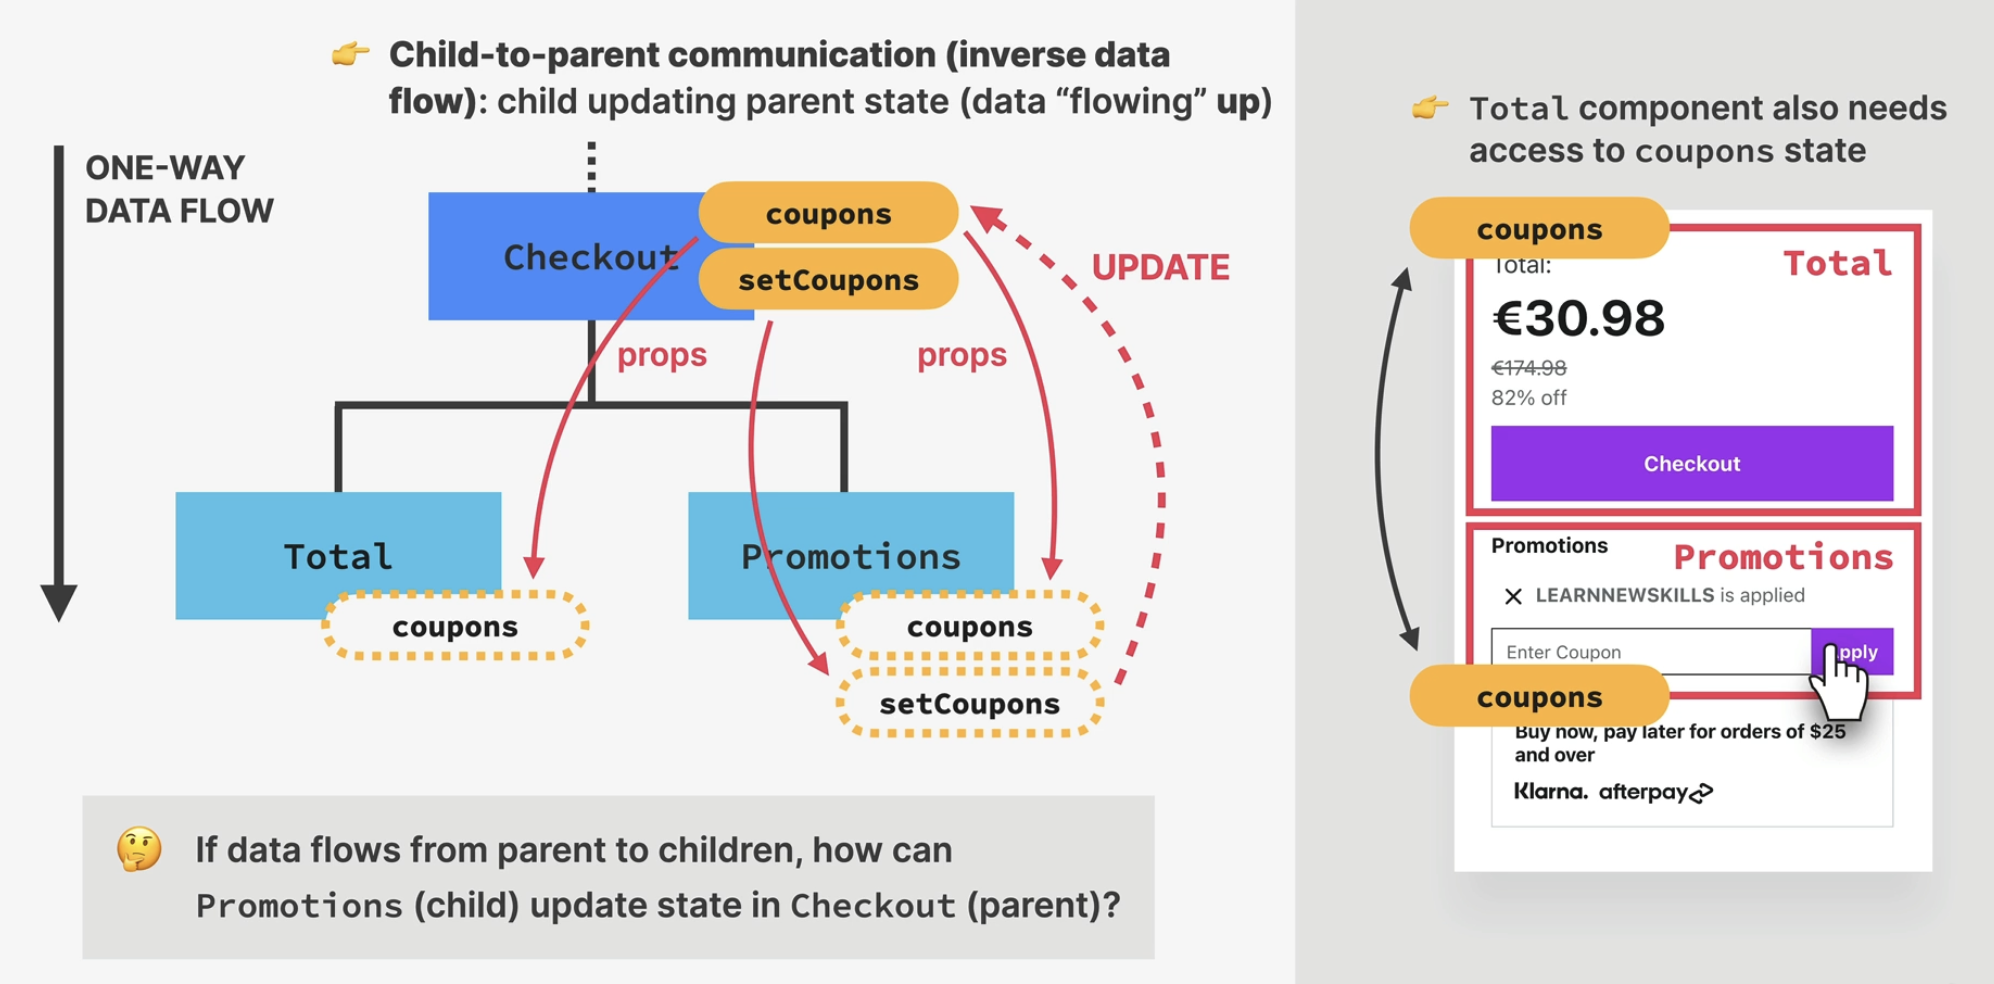 👉 Child-to-parent communication (inverse data
flow): child updating parent state (data “flowing” up)
ONE-WAY
DATA FLOW
coupons
Checkout
setCoupons
UPDATE
props
props
Total
Promotions
coupons
coupons
setCoupons
🤔 If data flows from parent to children, how can
Promotions (child) update state in Checkout (parent)?
👉 Total component also needs
access to coupons state
coupons
Total
Total:
€30.98
€174.98
82% off
Checkout
Promotions
Promotions
LEARNNEWSKILLS is applied
Enter Coupon
coupons
Buy now, pay later for orders of $25
and over
Klarna. afterpay